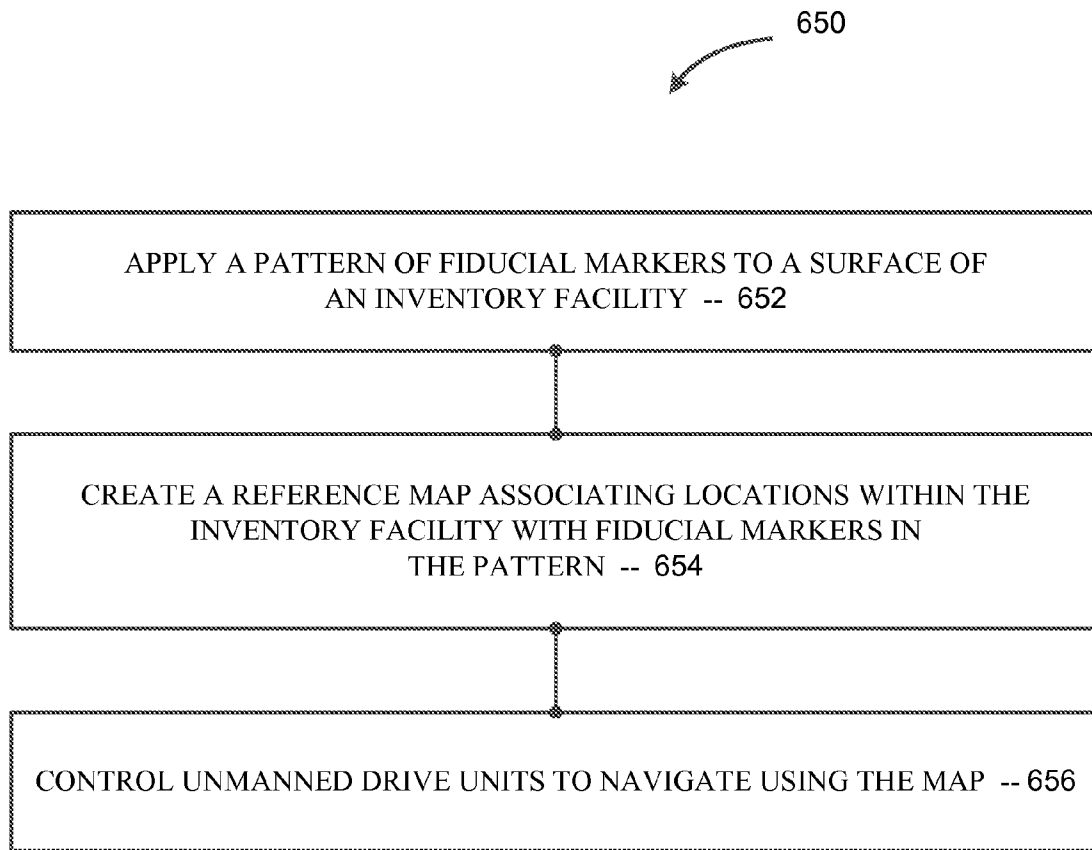 650
APPLY A PATTERN OF FIDUCIAL MARKERS TO A SURFACE OF
AN INVENTORY FACILITY -- 652
CREATE A REFERENCE MAP ASSOCIATING LOCATIONS WITHIN THE
INVENTORY FACILITY WITH FIDUCIAL MARKERS IN
THE PATTERN -- 654
CONTROL UNMANNED DRIVE UNITS TO NAVIGATE USING THE MAP -- 656